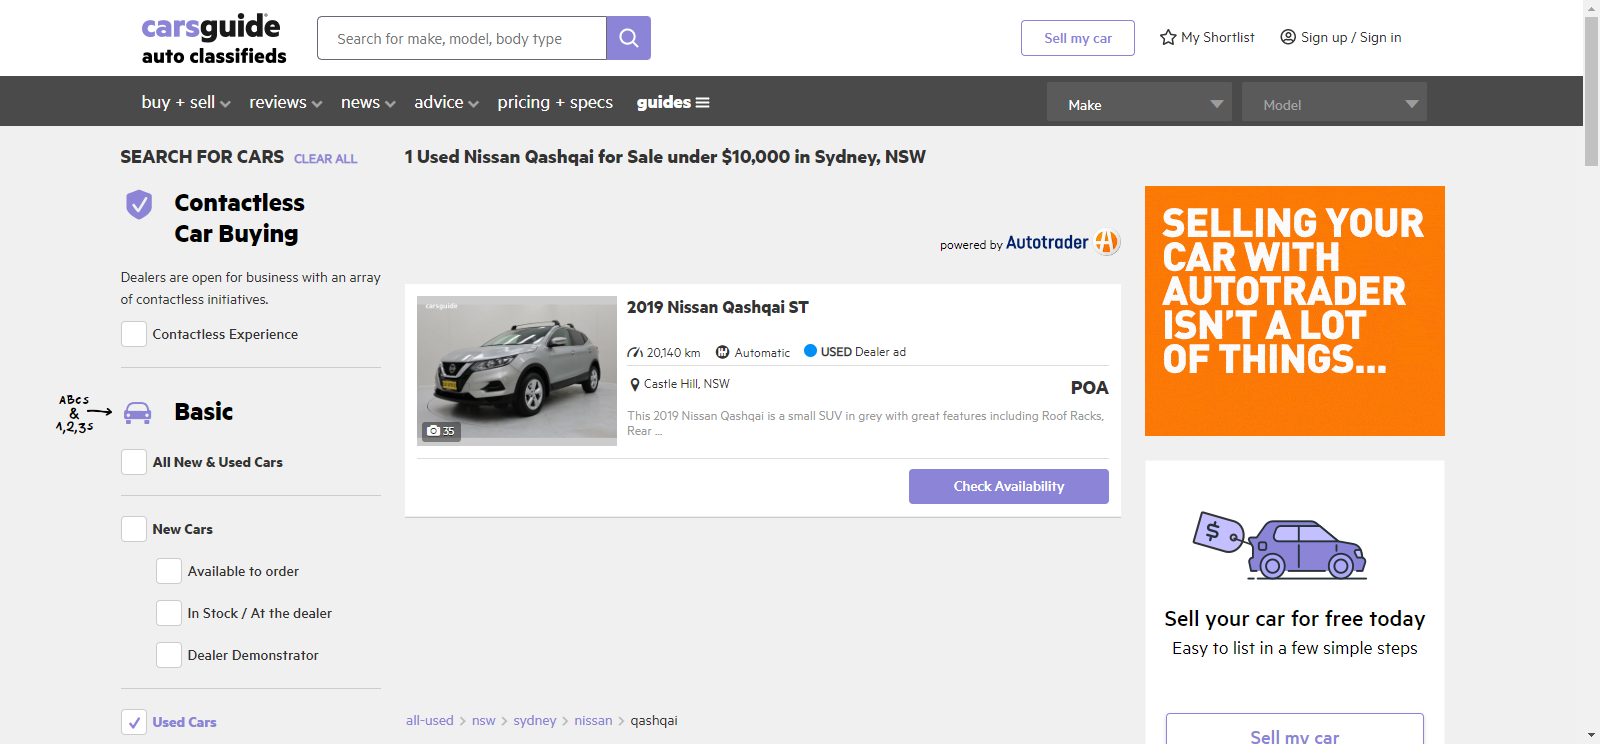 carsguide
auto classifieds
Search for make, model, body type
Sell my car
My Shortlist
Sign up / Sign in
buy + sell
reviews
news
advice
pricing + specs
guides
Make
Model
SEARCH FOR CARS CLEAR ALL
Contactless
Car Buying
Dealers are open for business with an array
of contactless initiatives.
Contactless Experience
ABCs
&
1,2,3s
Basic
All New & Used Cars
New Cars
Available to order
In Stock / At the dealer
Dealer Demonstrator
Used Cars
1 Used Nissan Qashqai for Sale under $10,000 in Sydney, NSW
powered by Autotrader
carsguide
35
2019 Nissan Qashqai ST
20,140 km
Automatic
USED Dealer ad
Castle Hill, NSW
POA
This 2019 Nissan Qashqai is a small SUV in grey with great features including Roof Racks,
Rear ...
Check Availability
all-used > nsw > sydney > nissan > qashqai
SELLING YOUR
CAR WITH
AUTOTRADER
ISN'T A LOT
OF THINGS...
$
Sell your car for free today
Easy to list in a few simple steps
Sell my car